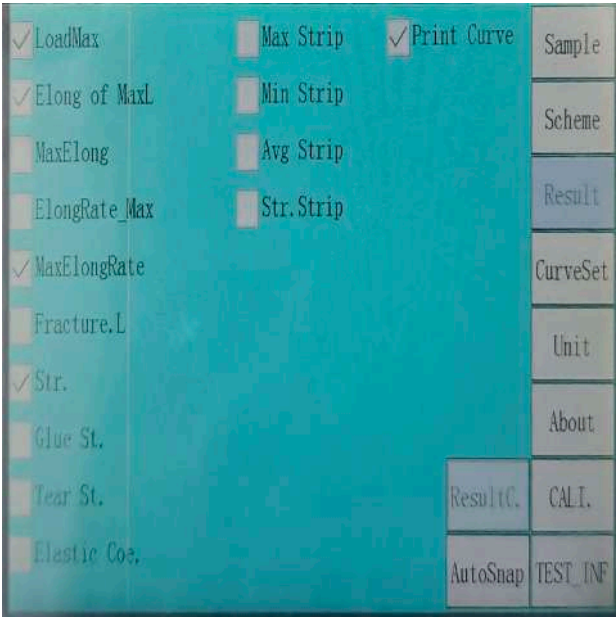 LoadMax
Elong of MaxL
MaxElong
ElongRate_Max
MaxElongRate
Fracture.L
Str.
Glue St.
Tear St.
Elastic Coe.
Max Strip
Min Strip
Avg Strip
Str.Strip
Print Curve
Sample
Scheme
Result
CurveSet
Unit
About
ResultC.
CALI.
AutoSnap
TEST_INF